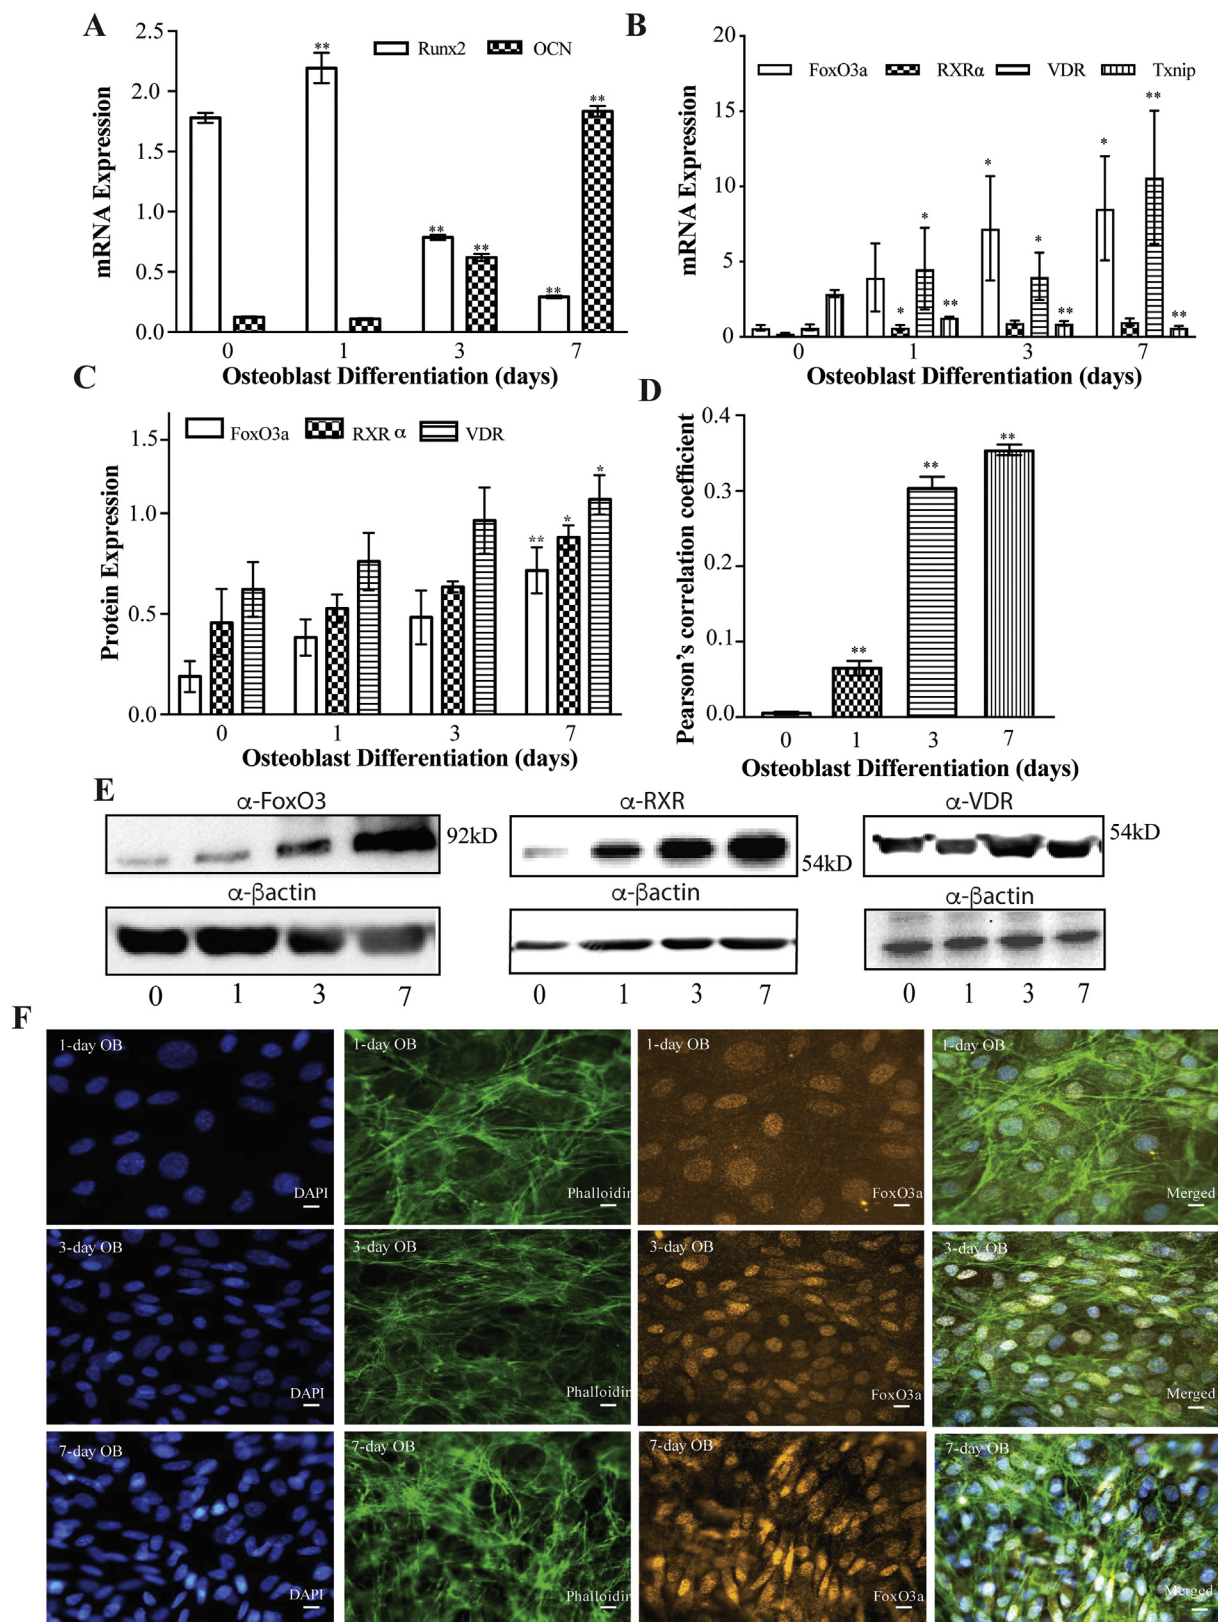 A
2.5
2.0
1.5
1.0
0.5
0.0
mRNA Expression
Runx2 OCN
**
**
**
**
**
0 1 3 7
Osteoblast Differentiation (days)
B
20
15
10
5
0
mRNA Expression
FoxO3a RXRα VDR Txnip
*
*
**
*
*
**
*
**
**
0 1 3 7
Osteoblast Differentiation (days)
C
1.5
1.0
0.5
0.0
Protein Expression
FoxO3a RXR α VDR
**
*
*
0 1 3 7
Osteoblast Differentiation (days)
D
0.4
0.3
0.2
0.1
0.0
Pearson's correlation coefficient
**
**
**
0 1 3 7
Osteoblast Differentiation (days)
E
α-FoxO3 α-RXR α-VDR
92kD 54kD 54kD
α-βactin α-βactin α-βactin
0 1 3 7 0 1 3 7 0 1 3 7
F
1-day OB 1-day OB 1-day OB 1-day OB
DAPI Phalloidin FoxO3a Merged
3-day OB 3-day OB 3-day OB 3-day OB
DAPI Phalloidin FoxO3a Merged
7-day OB 7-day OB 7-day OB 7-day OB
DAPI Phalloidin FoxO3a Merged